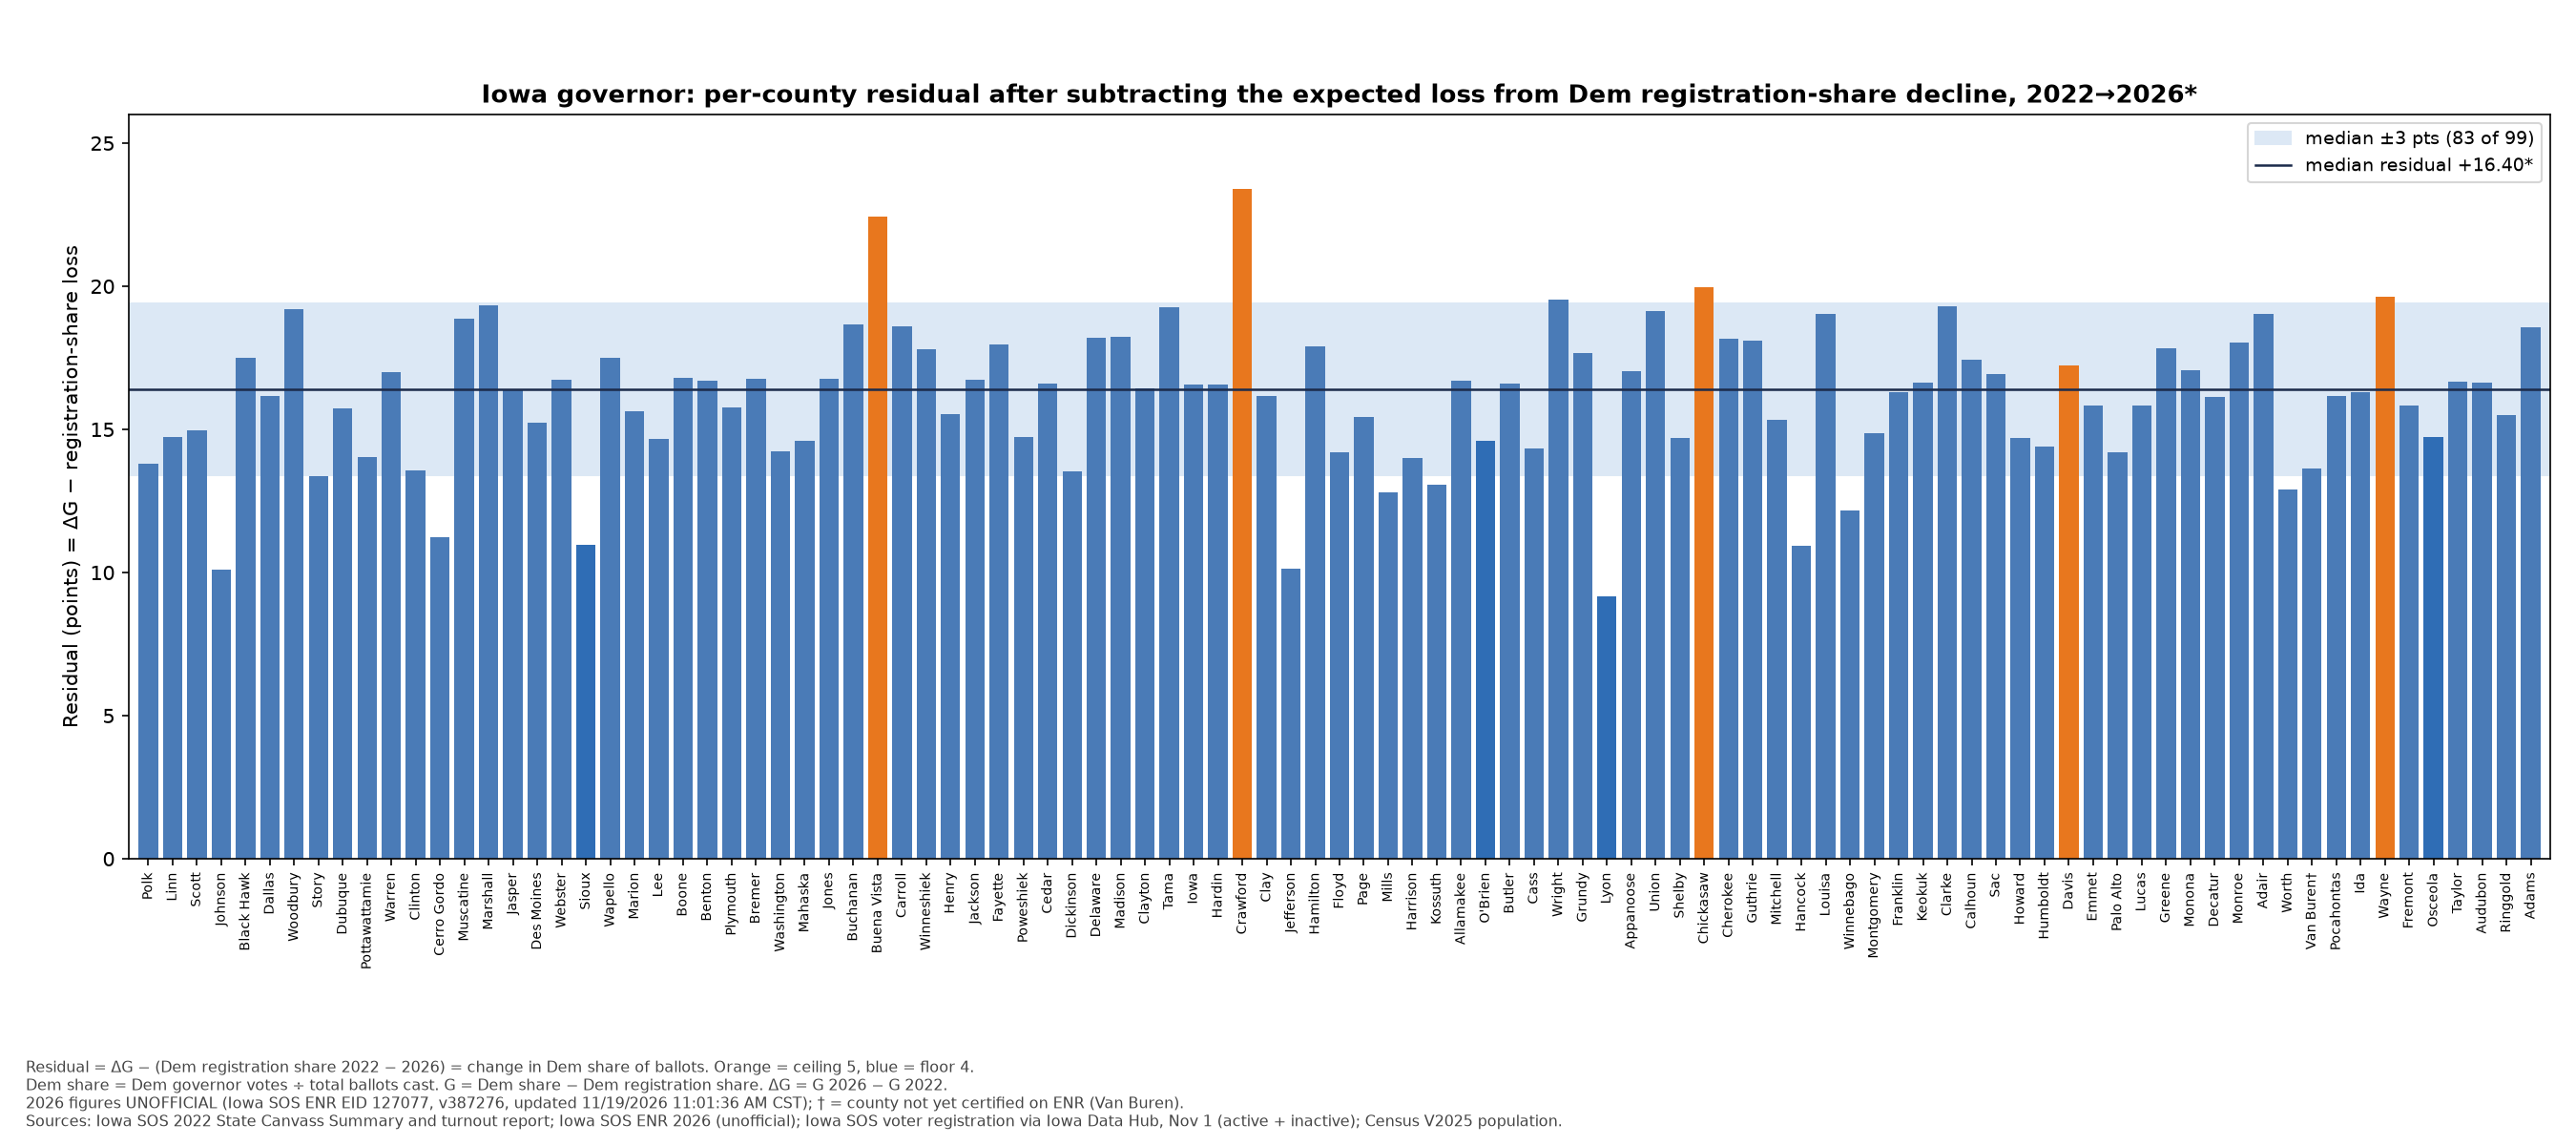 Iowa governor: per-county residual after subtracting the expected loss from Dem registration-share decline, 2022→2026*
median ±3 pts (83 of 99)
median residual +16.40*
Residual (points) = ΔG − registration-share loss
25
20
15
10
5
0
Polk
Linn
Scott
Johnson
Black Hawk
Dallas
Woodbury
Story
Dubuque
Pottawattamie
Warren
Clinton
Cerro Gordo
Muscatine
Marshall
Jasper
Des Moines
Webster
Sioux
Wapello
Marion
Lee
Boone
Benton
Plymouth
Bremer
Washington
Mahaska
Jones
Buchanan
Buena Vista
Carroll
Winneshiek
Henry
Jackson
Fayette
Poweshiek
Cedar
Dickinson
Delaware
Madison
Clayton
Tama
Iowa
Hardin
Crawford
Clay
Jefferson
Hamilton
Floyd
Page
Mills
Harrison
Kossuth
Allamakee
O'Brien
Butler
Cass
Wright
Grundy
Lyon
Appanoose
Union
Shelby
Chickasaw
Cherokee
Guthrie
Mitchell
Hancock
Louisa
Winnebago
Montgomery
Franklin
Keokuk
Clarke
Calhoun
Sac
Howard
Humboldt
Davis
Emmet
Palo Alto
Lucas
Greene
Monona
Decatur
Monroe
Adair
Worth
Van Buren†
Pocahontas
Ida
Wayne
Fremont
Osceola
Taylor
Audubon
Ringgold
Adams
Residual = ΔG − (Dem registration share 2022 − 2026) = change in Dem share of ballots. Orange = ceiling 5, blue = floor 4.
Dem share = Dem governor votes ÷ total ballots cast. G = Dem share − Dem registration share. ΔG = G 2026 − G 2022.
2026 figures UNOFFICIAL (Iowa SOS ENR EID 127077, v387276, updated 11/19/2026 11:01:36 AM CST); † = county not yet certified on ENR (Van Buren).
Sources: Iowa SOS 2022 State Canvass Summary and turnout report; Iowa SOS ENR 2026 (unofficial); Iowa SOS voter registration via Iowa Data Hub, Nov 1 (active + inactive); Census V2025 population.